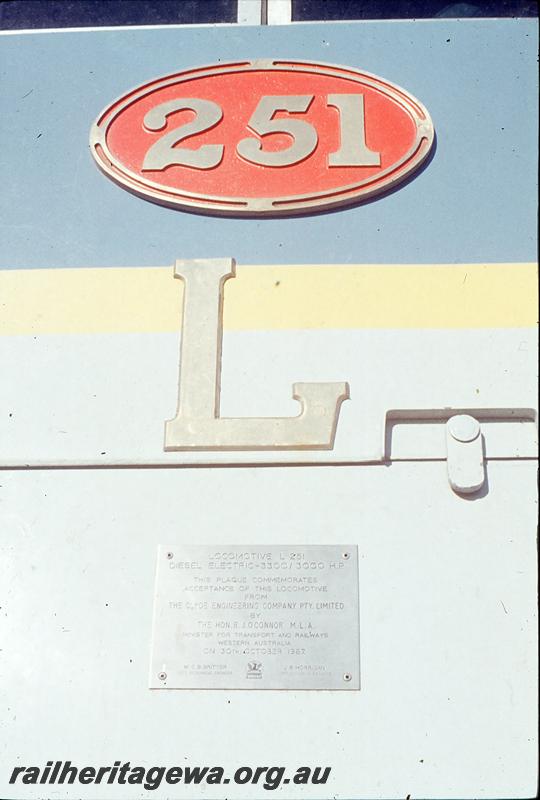 251
L
LOCOMOTIVE L 251
DIESEL ELECTRIC-3300/3000 H.P.
THIS PLAQUE COMMEMORATES
ACCEPTANCE OF THIS LOCOMOTIVE
FROM
THE CLYDE ENGINEERING COMPANY PTY. LIMITED
BY
THE HON. R. J. O'CONNOR M.L.A.
MINISTER FOR TRANSPORT AND RAILWAYS
WESTERN AUSTRALIA
ON 30TH OCTOBER 1967
W. C. B. BRITTER J. B. HORRIGAN
railheritagewa.org.au